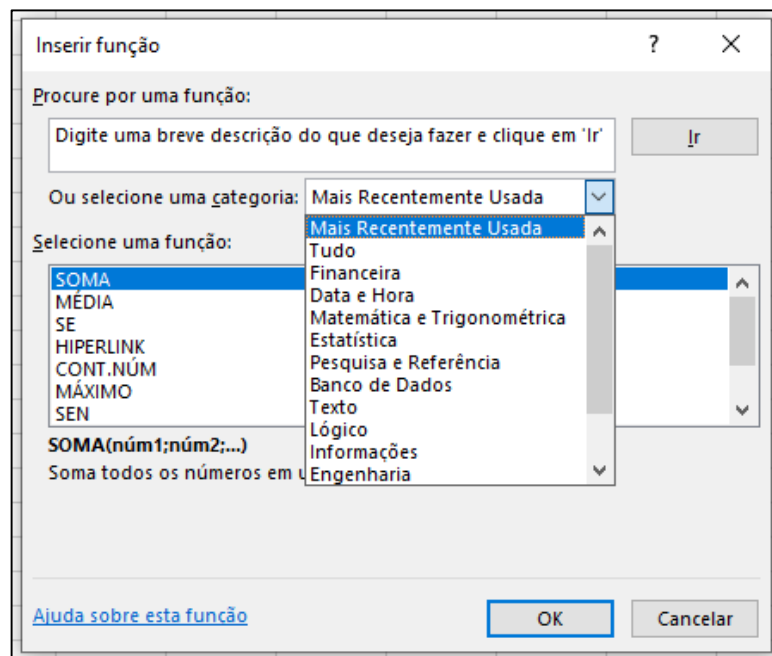 Inserir função
?
Procure por uma função:
Digite uma breve descrição do que deseja fazer e clique em 'Ir'
Ir
Ou selecione uma categoria: Mais Recentemente Usada
Mais Recentemente Usada
Tudo
Financeira
Data e Hora
Matemática e Trigonométrica
Estatística
Pesquisa e Referência
Banco de Dados
Texto
Lógico
Informações
Engenharia
Selecione uma função:
SOMA
MÉDIA
SE
HIPERLINK
CONT.NÚM
MÁXIMO
SEN
SOMA(núm1;núm2;...)
Soma todos os números em
Ajuda sobre esta função
OK
Cancelar